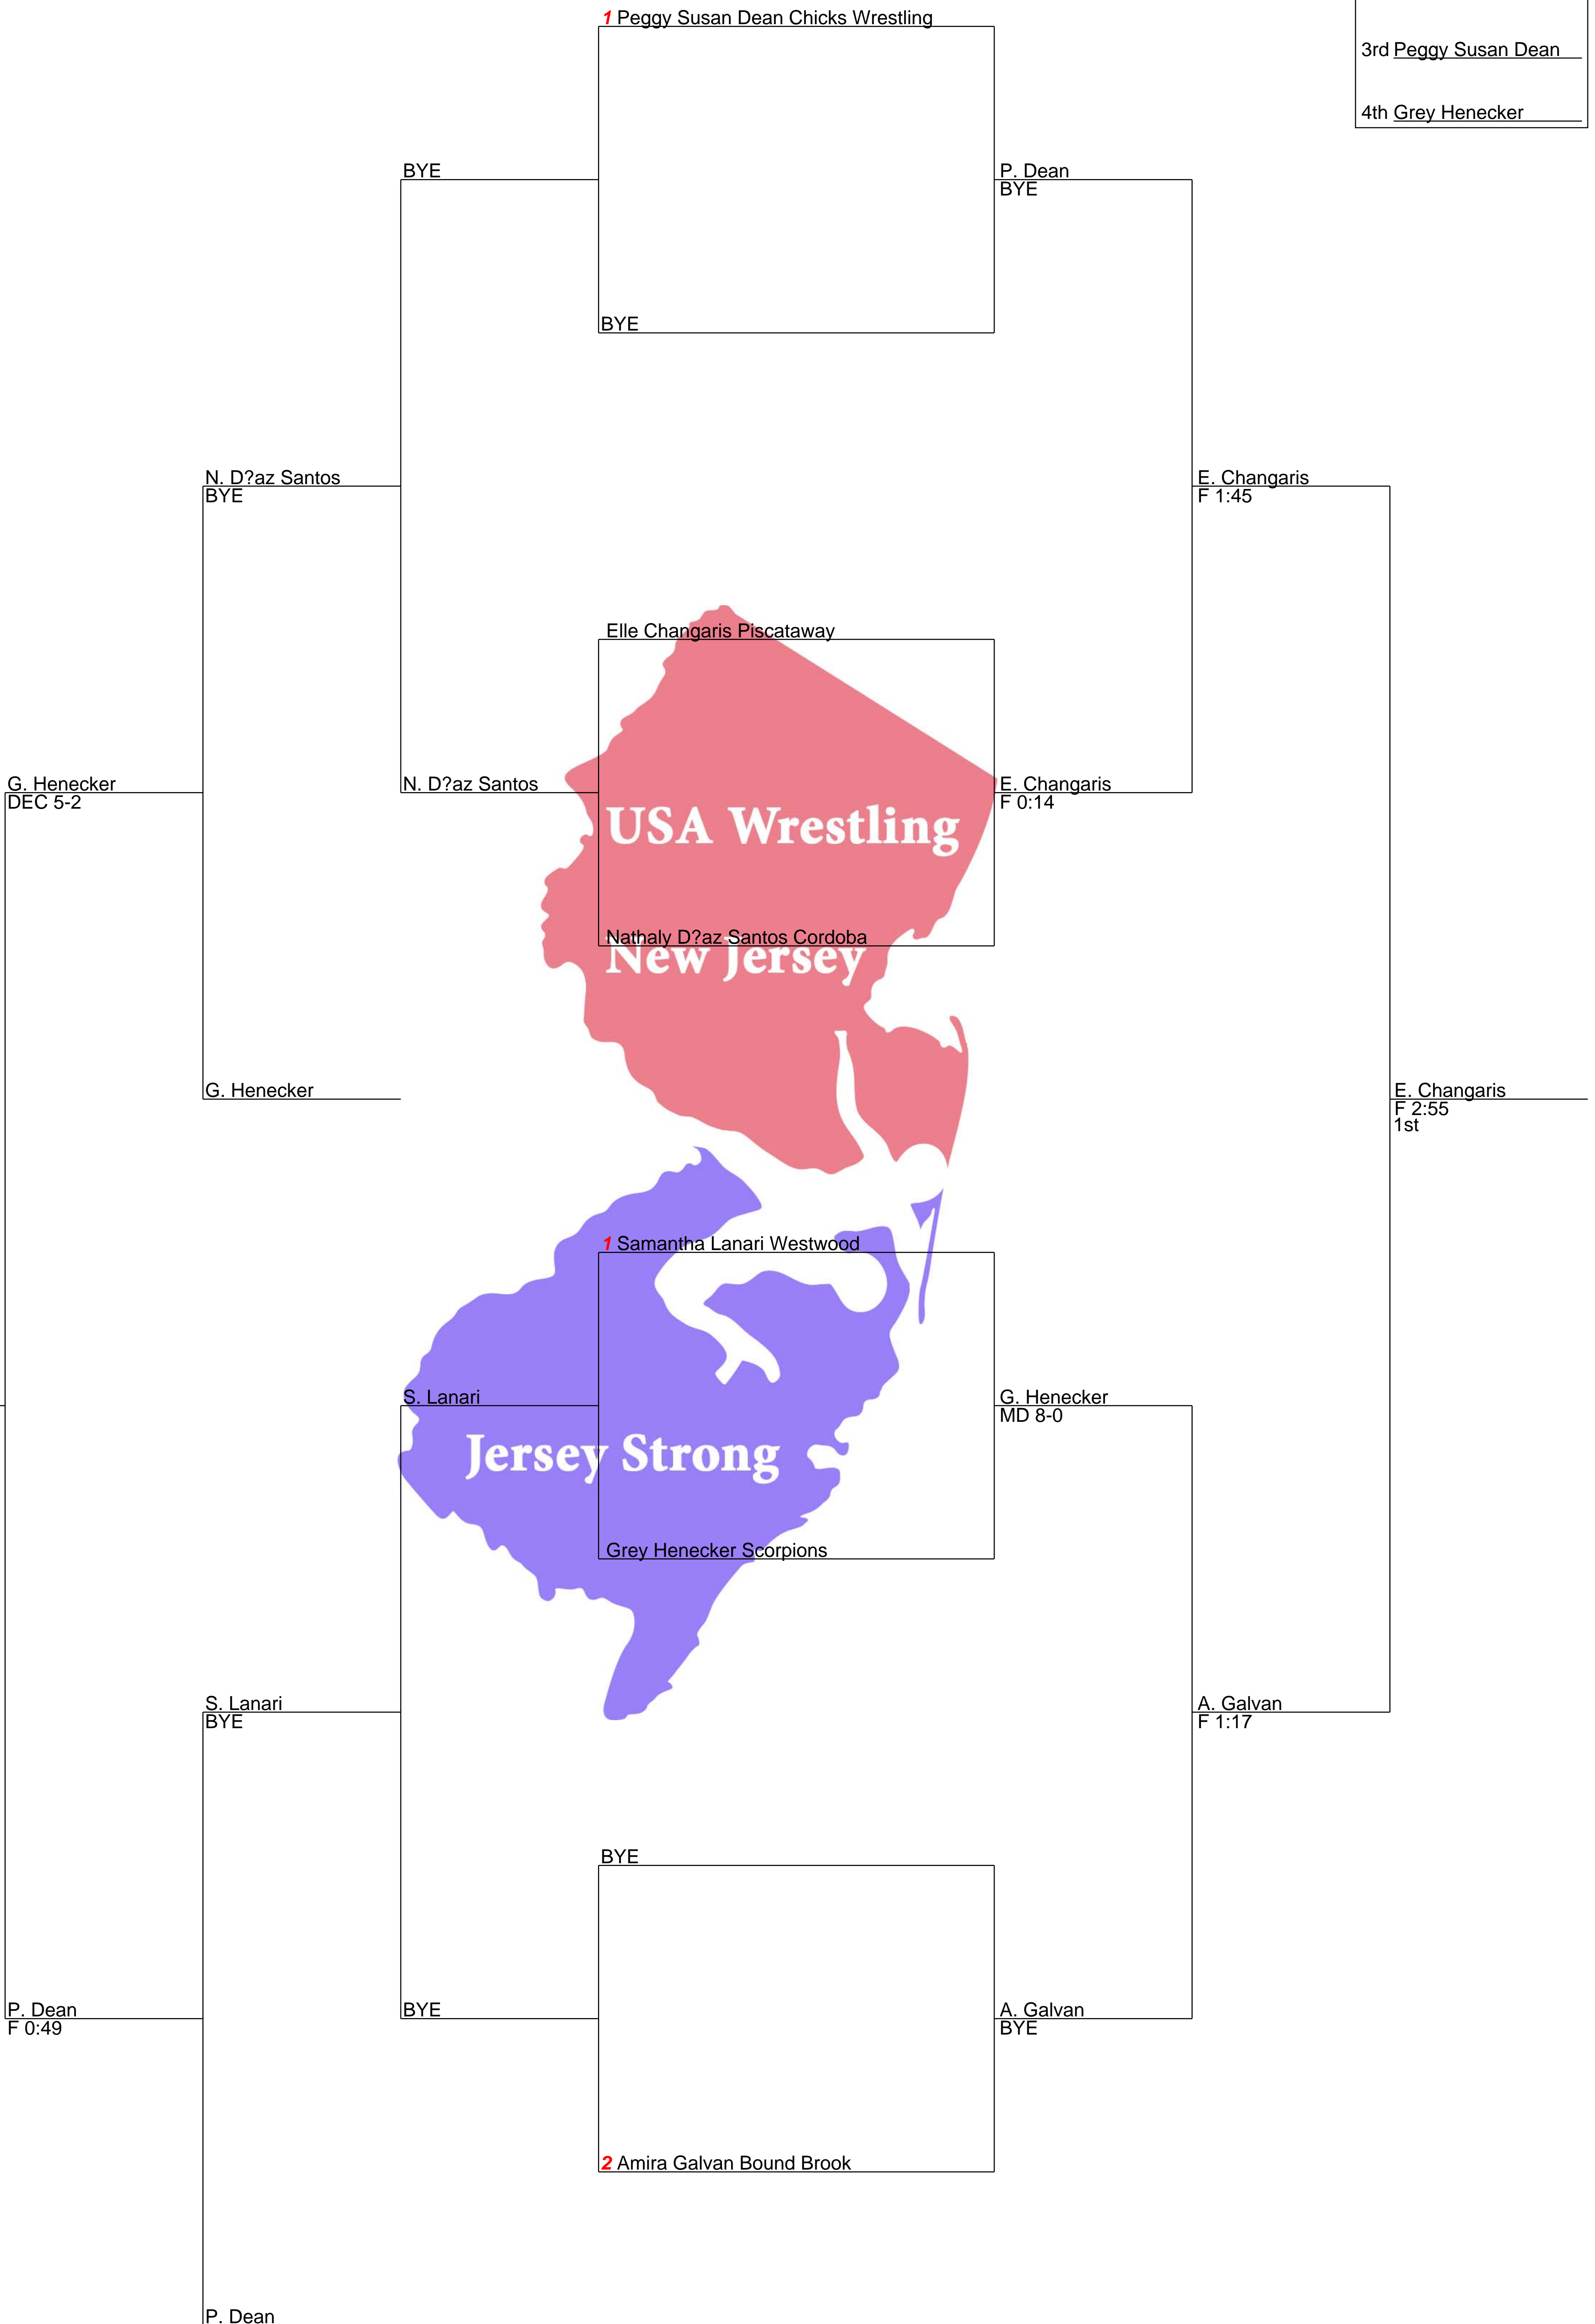 1 Peggy Susan Dean Chicks Wrestling
3rd Peggy Susan Dean
4th Grey Henecker
BYE
P. Dean
BYE
BYE
N. D?az Santos
BYE
E. Changaris
F 1:45
Elle Changaris Piscataway
G. Henecker
DEC 5-2
N. D?az Santos
E. Changaris
F 0:14
USA Wrestling
Nathaly D?az Santos Cordoba
New Jersey
G. Henecker
E. Changaris
F 2:55
1st
1 Samantha Lanari Westwood
S. Lanari
G. Henecker
MD 8-0
Jersey Strong
Grey Henecker Scorpions
S. Lanari
BYE
A. Galvan
F 1:17
BYE
P. Dean
F 0:49
BYE
A. Galvan
BYE
2 Amira Galvan Bound Brook
P. Dean